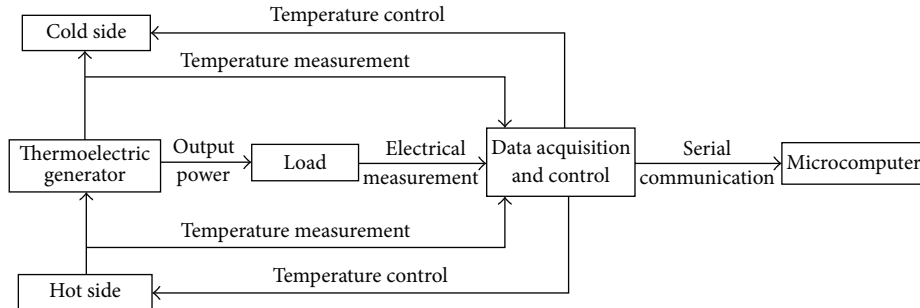 Temperature control
Cold side
Temperature measurement
Thermoelectric
generator
Output
power
Load
Electrical
measurement
Data acquisition
and control
Serial
communication
Microcomputer
Temperature measurement
Temperature control
Hot side